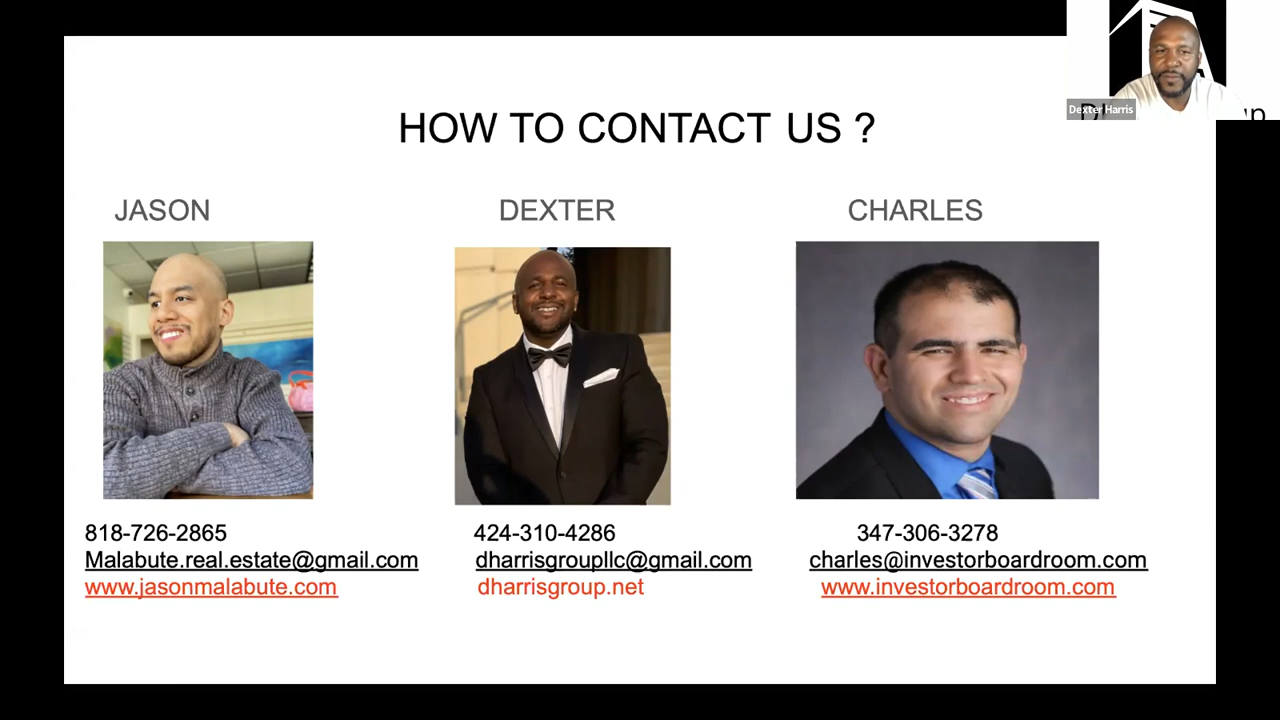 HOW TO CONTACT US ?
Dexter Harris
JASON
DEXTER
CHARLES
818-726-2865
Malabute.real.estate@gmail.com
www.jasonmalabute.com
424-310-4286
dharrisgroupllc@gmail.com
dharrisgroup.net
347-306-3278
charles@investorboardroom.com
www.investorboardroom.com